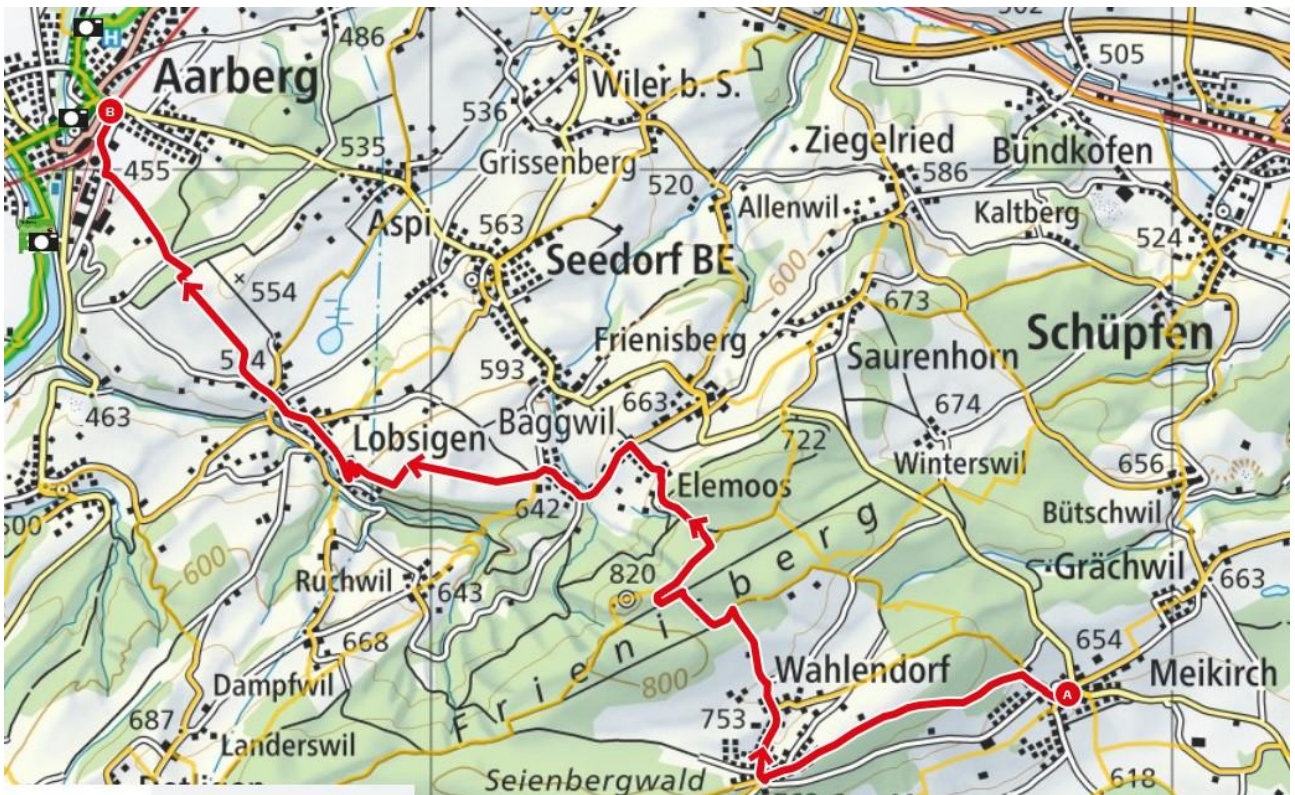 486
505
H
Aarberg
Wiler b. S.
B
536
Ziegelried
535
Grissenberg
Bundkofen
455
520
586
Allenwil
Kaltberg
Aspi
563
524
Seedorf BE
600
554
673
Frienisberg
Schüpfen
Saurenhorn
514
593
463
663
674
Baggwil
Lobsigen
722
Winterswil
656
Elemoos
642
Bütschwil
500
600
Ruchwil
820
Grächwil
643
663
Frienisberg
668
654
Wahlendorf
Meikirch
800
A
Dampfwil
753
687
Landerswil
Seienbergwald
618